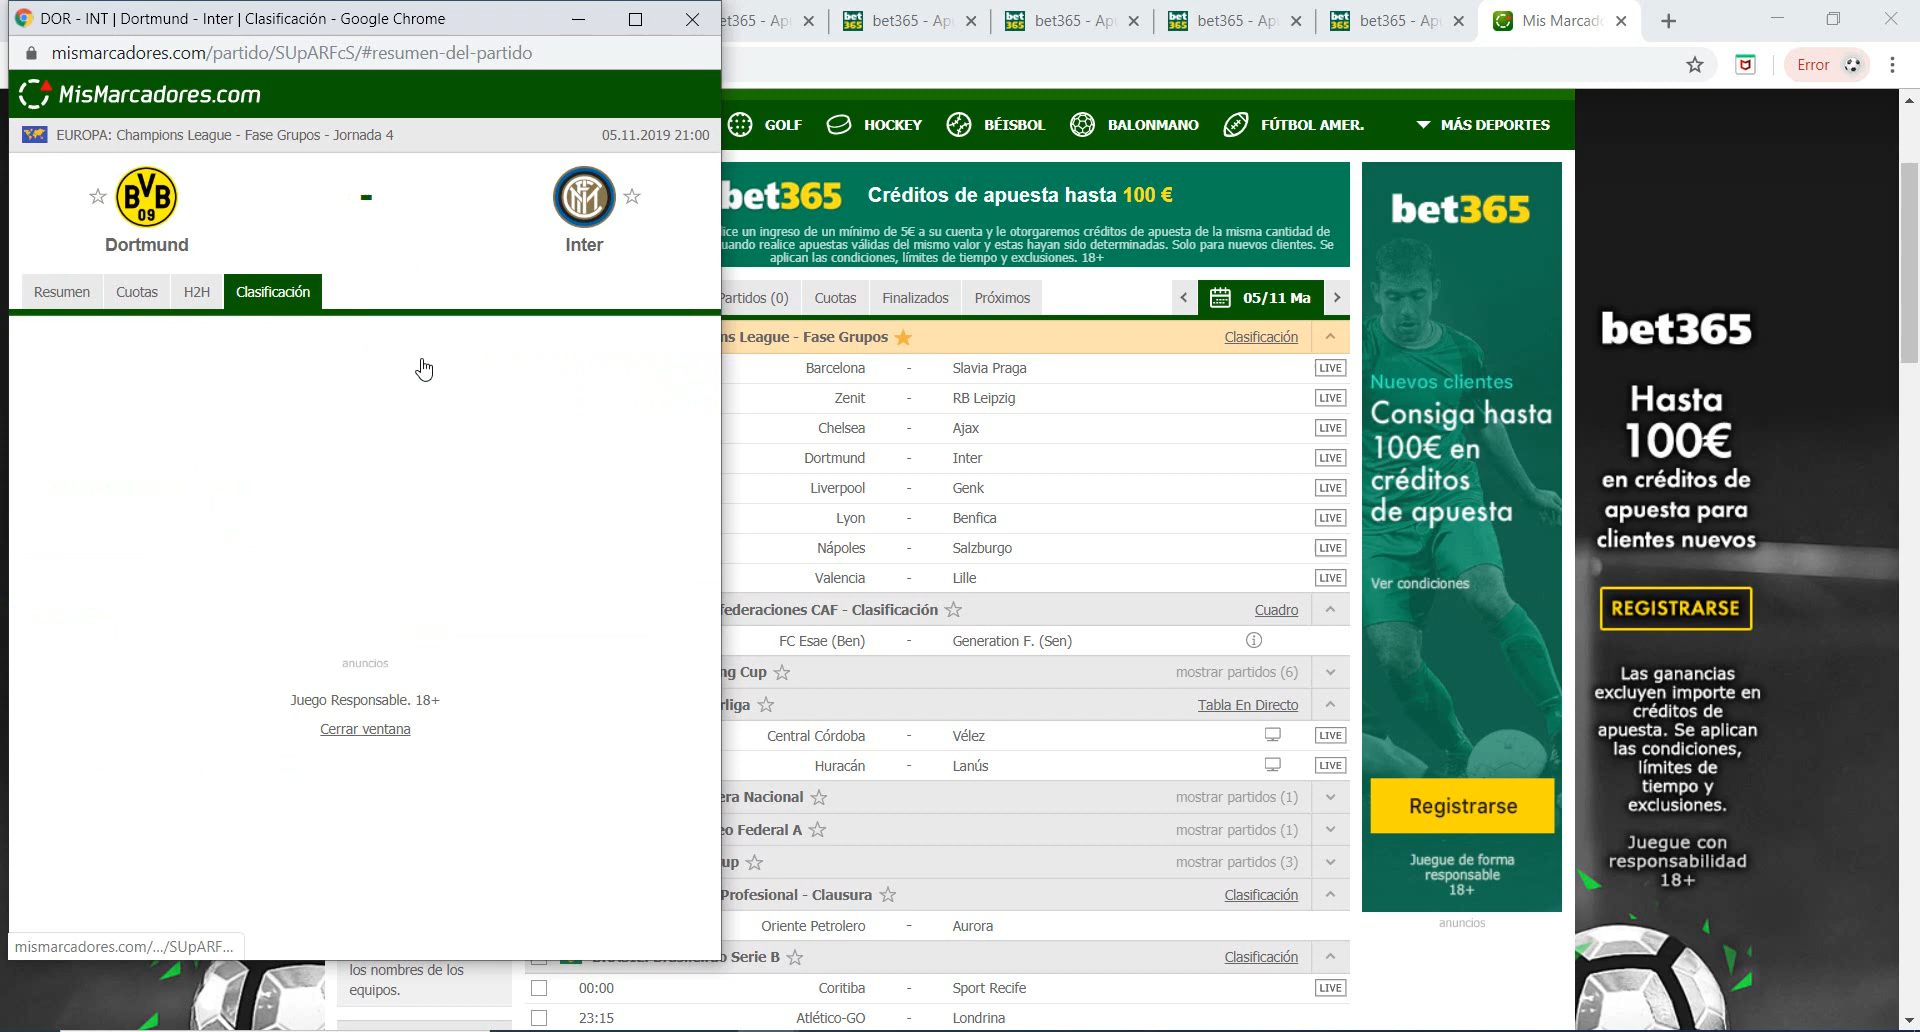 DOR - INT | Dortmund - Inter | Clasificación - Google Chrome
mismarcadores.com/partido/SUpARFcS/#resumen-del-partido
MisMarcadores.com
EUROPA: Champions League - Fase Grupos - Jornada 4
05.11.2019 21:00
BVB
09
Dortmund
-
Inter
Resumen
Cuotas
H2H
Clasificación
anuncios
Juego Responsable. 18+
Cerrar ventana
mismarcadores.com/.../SUpARF...
et365 - Ap
bet365 - Ap
bet365 - Ap
bet365 - Ap
bet365 - Ap
Mis Marcad
Error
GOLF
HOCKEY
BÉISBOL
BALONMANO
FÚTBOL AMER.
MÁS DEPORTES
bet365
Créditos de apuesta hasta 100 €
ice un ingreso de un mínimo de 5€ a su cuenta y le otorgaremos créditos de apuesta de la misma cantidad de
uando realice apuestas válidas del mismo valor y estas hayan sido determinadas. Solo para nuevos clientes. Se
aplican las condiciones, límites de tiempo y exclusiones. 18+
Partidos (0)
Cuotas
Finalizados
Próximos
05/11 Ma
ns League - Fase Grupos
Clasificación
Barcelona - Slavia Praga LIVE
Zenit - RB Leipzig LIVE
Chelsea - Ajax LIVE
Dortmund - Inter LIVE
Liverpool - Genk LIVE
Lyon - Benfica LIVE
Nápoles - Salzburgo LIVE
Valencia - Lille LIVE
federaciones CAF - Clasificación
Cuadro
FC Esae (Ben) - Generation F. (Sen)
ng Cup
mostrar partidos (6)
rliga
Tabla En Directo
Central Córdoba - Vélez LIVE
Huracán - Lanús LIVE
era Nacional
mostrar partidos (1)
eo Federal A
mostrar partidos (1)
up
mostrar partidos (3)
Profesional - Clausura
Clasificación
Oriente Petrolero - Aurora
Serie B
Clasificación
00:00 Coritiba - Sport Recife LIVE
23:15 Atlético-GO - Londrina
los nombres de los
equipos.
bet365
Nuevos clientes
Consiga hasta
100€ en
créditos
de apuesta
Ver condiciones
Registrarse
Juegue de forma
responsable
18+
anuncios
bet365
Hasta
100€
en créditos de
apuesta para
clientes nuevos
REGISTRARSE
Las ganancias
excluyen importe en
créditos de
apuesta. Se aplican
las condiciones,
límites de
tiempo y
exclusiones.
Juegue con
responsabilidad
18+